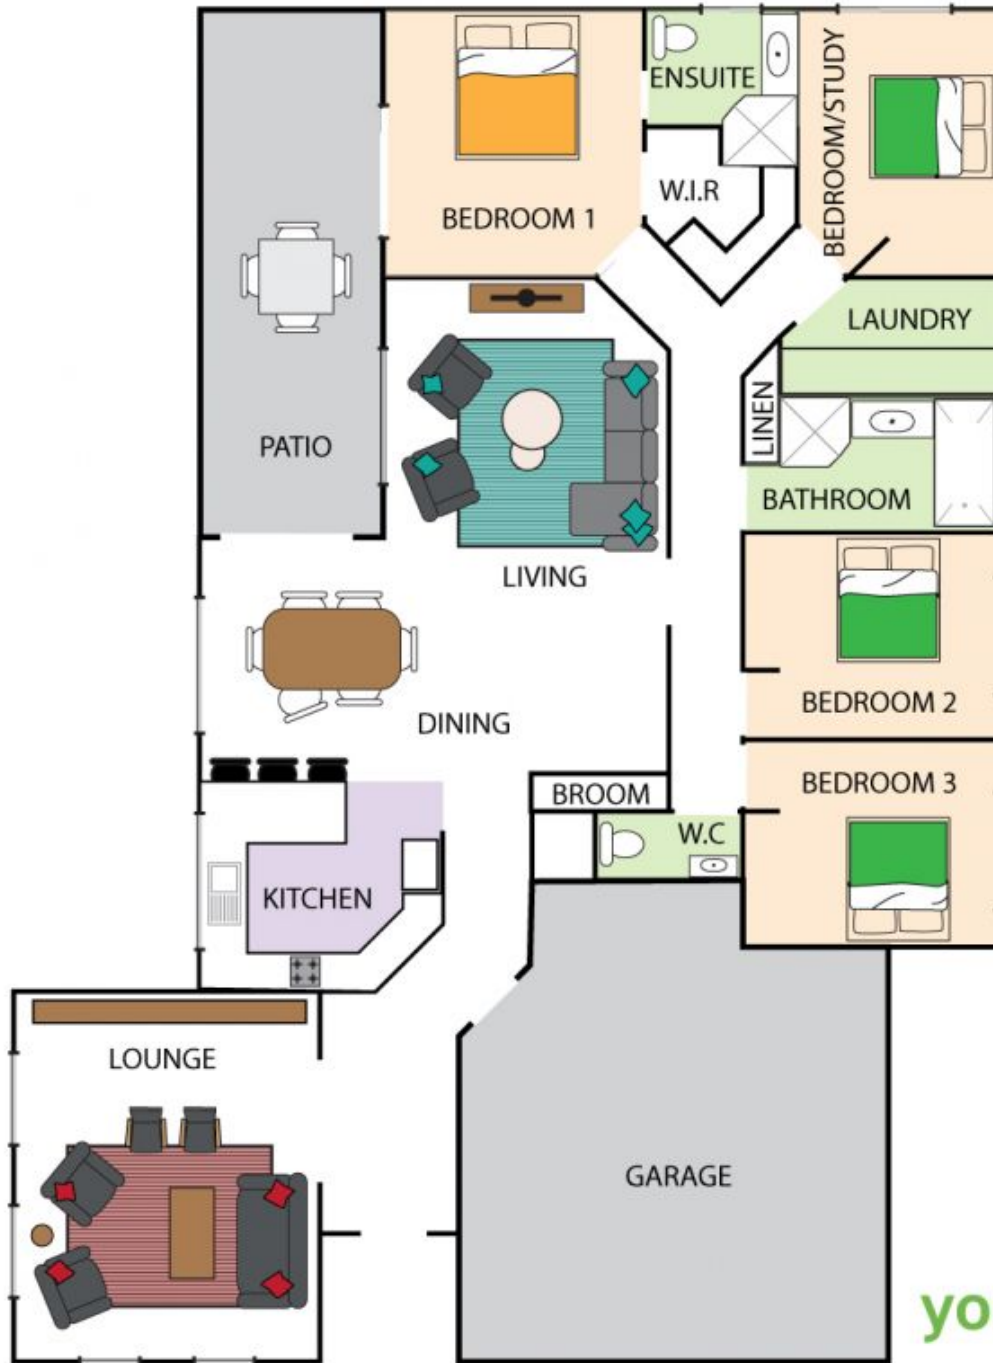 ENSUITE
BEDROOM/STUDY
W.I.R
BEDROOM 1
LAUNDRY
LINEN
PATIO
BATHROOM
LIVING
BEDROOM 2
DINING
BEDROOM 3
BROOM
W.C
KITCHEN
LOUNGE
GARAGE
yo